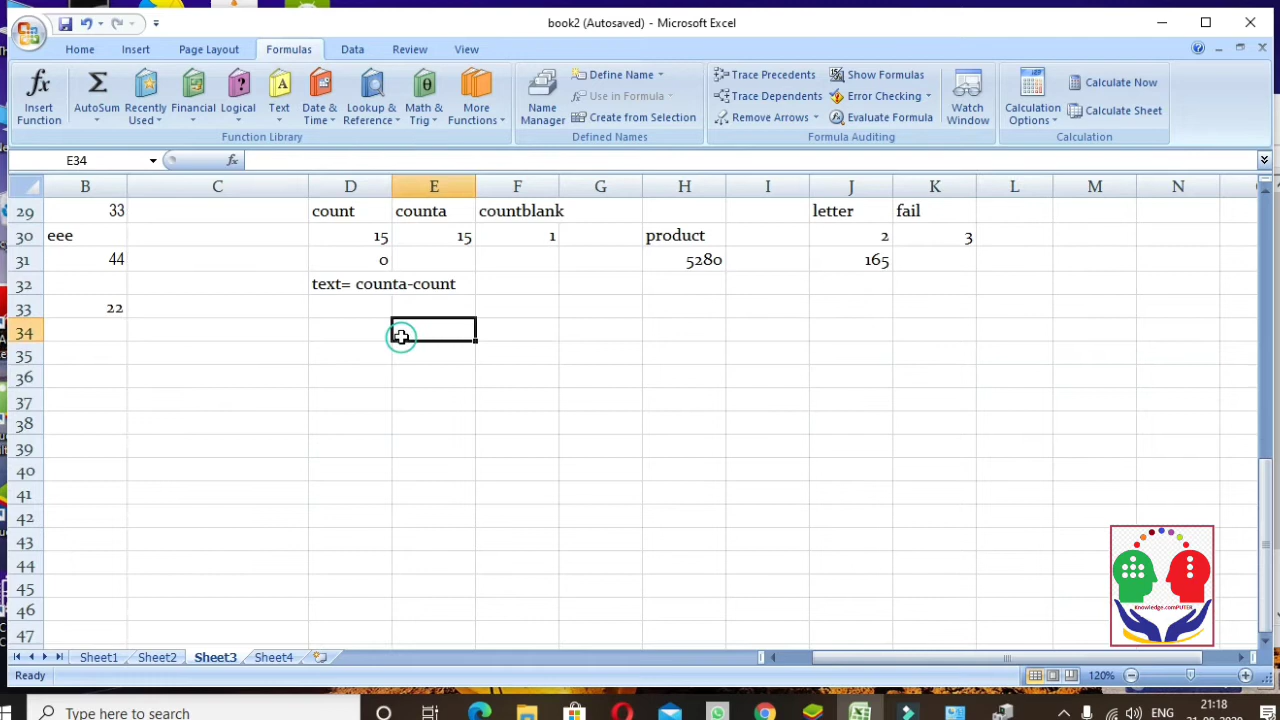 book2 (Autosaved) - Microsoft Excel
Home Insert Page Layout Formulas Data Review View
Insert Function
AutoSum
Recently Used
Financial
Logical
Text
Date & Time
Lookup & Reference
Math & Trig
More Functions
Function Library
Name Manager
Define Name
Use in Formula
Create from Selection
Defined Names
Trace Precedents
Trace Dependents
Remove Arrows
Show Formulas
Error Checking
Evaluate Formula
Formula Auditing
Watch Window
Calculation Options
Calculate Now
Calculate Sheet
Calculation
E34 fx
B C D E F G H I J K L M N
29 33 count counta countblank letter fail
30 eee 15 15 1 product 2 3
31 44 0 5280 165
32 text= counta-count
33 22
34
35
36
37
38
39
40
41
42
43
44
45
46
47
Knowledge.comPUTER
Sheet1 Sheet2 Sheet3 Sheet4
Ready 120%
Type here to search
ENG
21:18